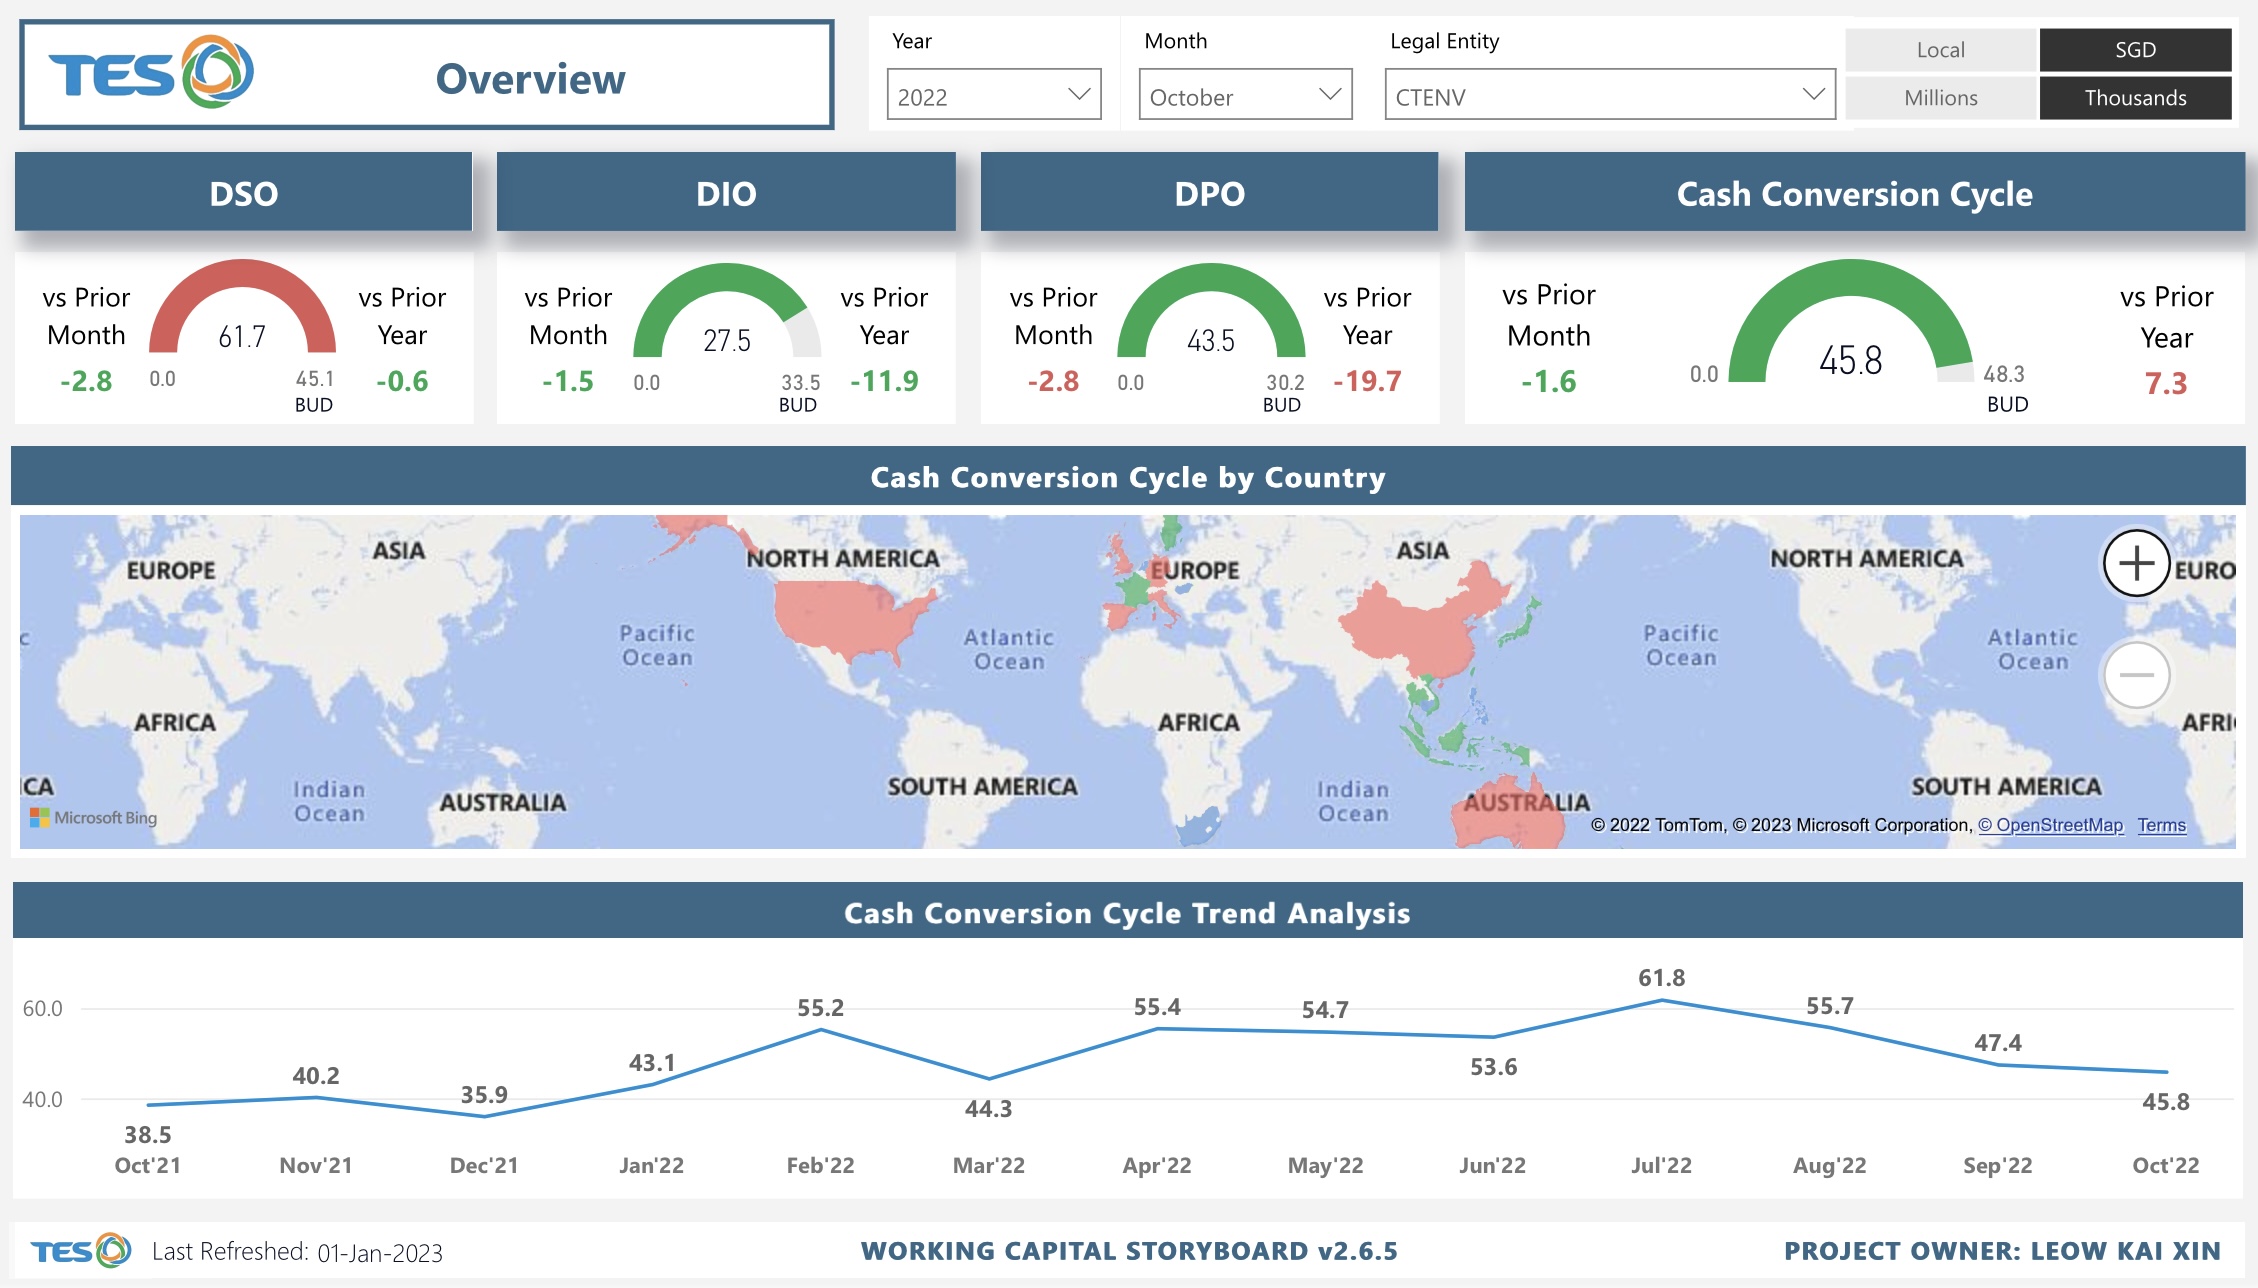 TES
Overview
Year
2022
Month
October
Legal Entity
CTENV
Local
SGD
Millions
Thousands
DSO
DIO
DPO
Cash Conversion Cycle
vs Prior
Month
-2.8
61.7
0.0
45.1
BUD
vs Prior
Year
-0.6
vs Prior
Month
-1.5
27.5
0.0
33.5
BUD
vs Prior
Year
-11.9
vs Prior
Month
-2.8
43.5
0.0
30.2
BUD
vs Prior
Year
-19.7
vs Prior
Month
-1.6
45.8
0.0
48.3
BUD
vs Prior
Year
7.3
Cash Conversion Cycle by Country
EUROPE
ASIA
NORTH AMERICA
EUROPE
ASIA
NORTH AMERICA
EURO
Pacific
Ocean
Atlantic
Ocean
Pacific
Ocean
Atlantic
Ocean
AFRICA
AFRICA
AFRI
CA
Indian
Ocean
AUSTRALIA
SOUTH AMERICA
Indian
Ocean
AUSTRALIA
SOUTH AMERICA
Microsoft Bing
© 2022 TomTom, © 2023 Microsoft Corporation, © OpenStreetMap Terms
Cash Conversion Cycle Trend Analysis
60.0
40.0
38.5
40.2
35.9
43.1
55.2
44.3
55.4
54.7
53.6
61.8
55.7
47.4
45.8
Oct'21
Nov'21
Dec'21
Jan'22
Feb'22
Mar'22
Apr'22
May'22
Jun'22
Jul'22
Aug'22
Sep'22
Oct'22
TES
Last Refreshed: 01-Jan-2023
WORKING CAPITAL STORYBOARD v2.6.5
PROJECT OWNER: LEOW KAI XIN